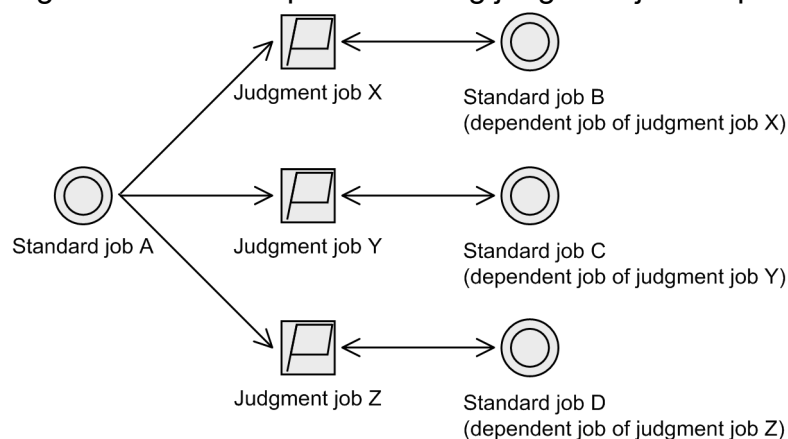 Judgment job X
Standard job B
(dependent job of judgment job X)
Standard job A
Judgment job Y
Standard job C
(dependent job of judgment job Y)
Judgment job Z
Standard job D
(dependent job of judgment job Z)